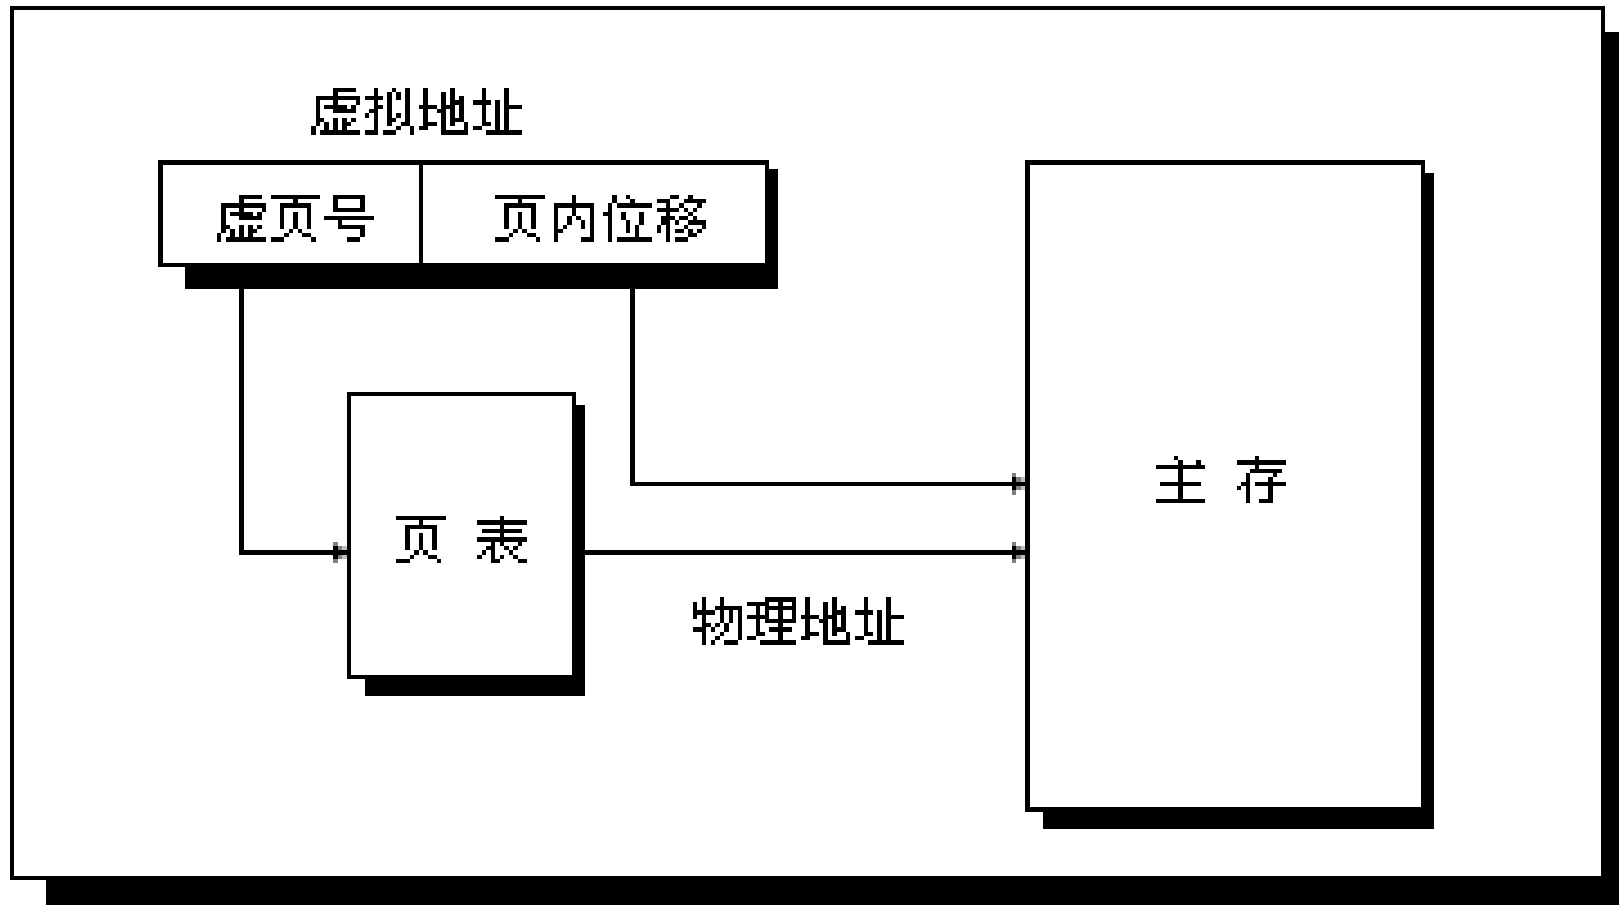 虚拟地址
虚页号 页内位移
主 存
页 表
物理地址